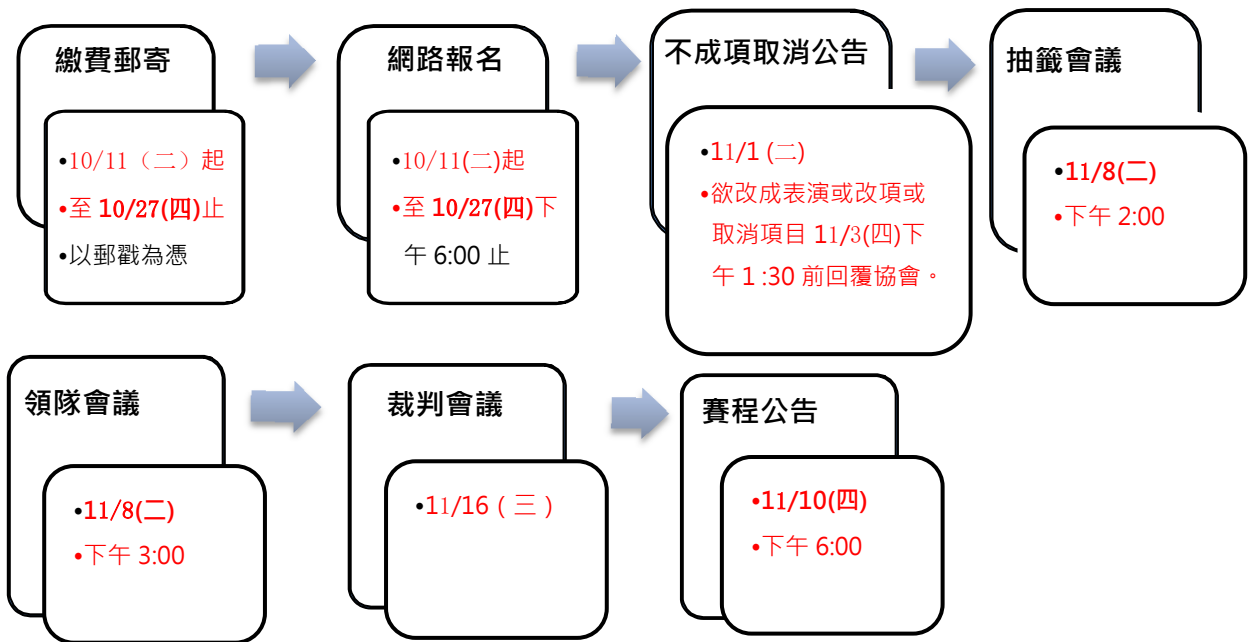 繳費郵寄
•10/11（二）起
•至 10/27(四)止
•以郵戳為憑
網路報名
•10/11(二)起
•至 10/27(四)下
午 6:00 止
不成項取消公告
•11/1 (二)
•欲改成表演或改項或
取消項目 11/3(四)下
午 1 :30 前回覆協會。
抽籤會議
•11/8(二)
•下午 2:00
領隊會議
•11/8(二)
•下午 3:00
裁判會議
•11/16（三）
賽程公告
•11/10(四)
•下午 6:00